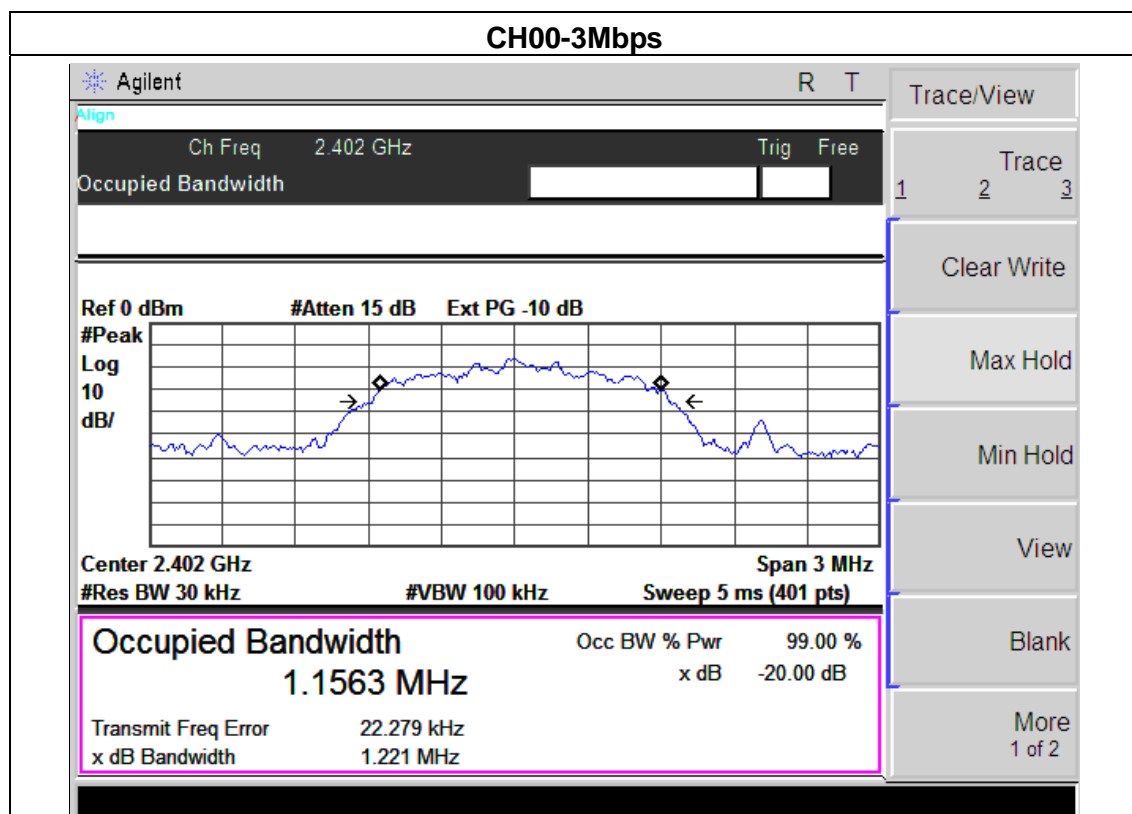 CH00-3Mbps
Agilent R T
Align
Ch Freq 2.402 GHz Trig Free
Occupied Bandwidth
Ref 0 dBm #Atten 15 dB Ext PG -10 dB
#Peak
Log
10
dB/
Center 2.402 GHz Span 3 MHz
#Res BW 30 kHz #VBW 100 kHz Sweep 5 ms (401 pts)
Occupied Bandwidth
1.1563 MHz
Occ BW % Pwr 99.00 %
x dB -20.00 dB
Transmit Freq Error 22.279 kHz
x dB Bandwidth 1.221 MHz
Trace/View
Trace
1 2 3
Clear Write
Max Hold
Min Hold
View
Blank
More
1 of 2